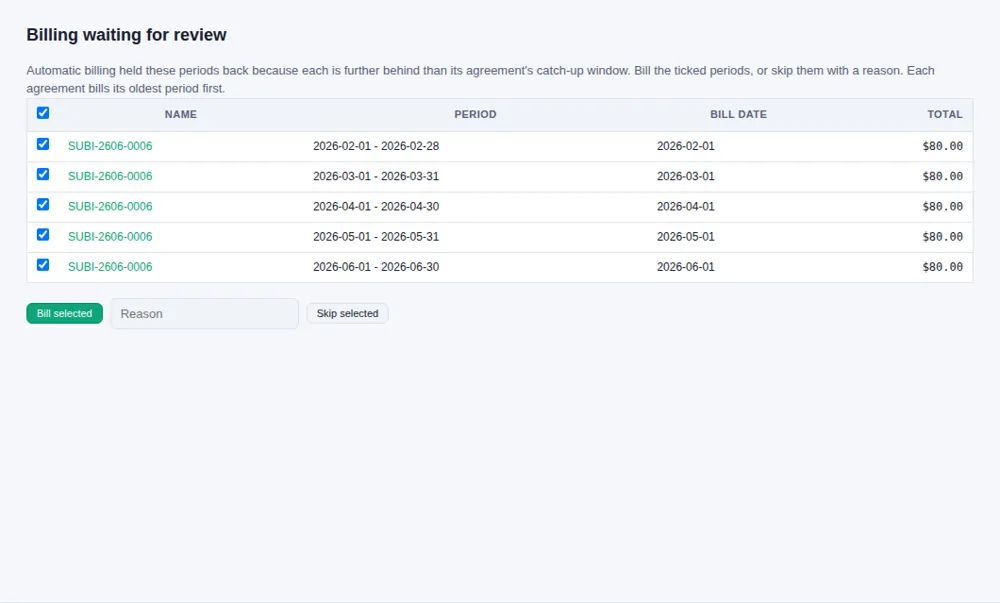 Billing waiting for review
Automatic billing held these periods back because each is further behind than its agreement's catch-up window. Bill the ticked periods, or skip them with a reason. Each
agreement bills its oldest period first.
NAME PERIOD BILL DATE TOTAL
SUBI-2606-0006 2026-02-01 - 2026-02-28 2026-02-01 $80.00
SUBI-2606-0006 2026-03-01 - 2026-03-31 2026-03-01 $80.00
SUBI-2606-0006 2026-04-01 - 2026-04-30 2026-04-01 $80.00
SUBI-2606-0006 2026-05-01 - 2026-05-31 2026-05-01 $80.00
SUBI-2606-0006 2026-06-01 - 2026-06-30 2026-06-01 $80.00
Bill selected Reason Skip selected